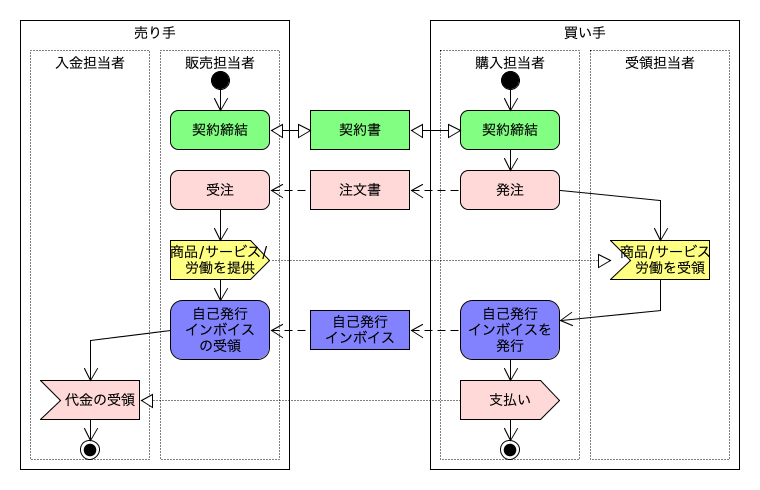 売り手
買い手
入金担当者
販売担当者
購入担当者
受領担当者
契約締結
契約書
契約締結
受注
注文書
発注
商品/サービス/
労働を提供
商品/サービス
労働を受領
自己発行
インボイス
の受領
自己発行
インボイス
自己発行
インボイスを
発行
代金の受領
支払い